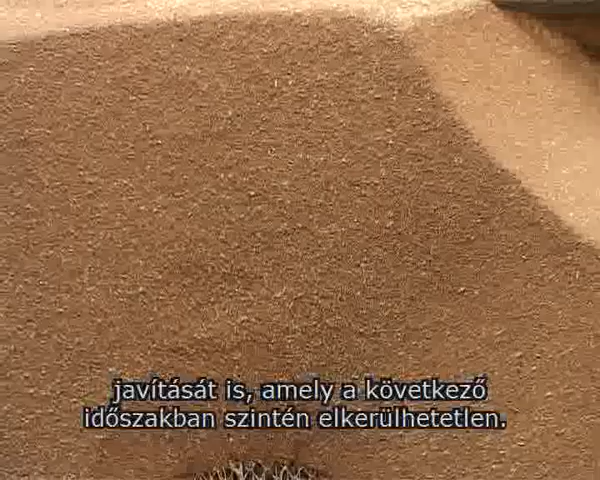 javítását is, amely a következő
időszakban szintén elkerülhetetlen.